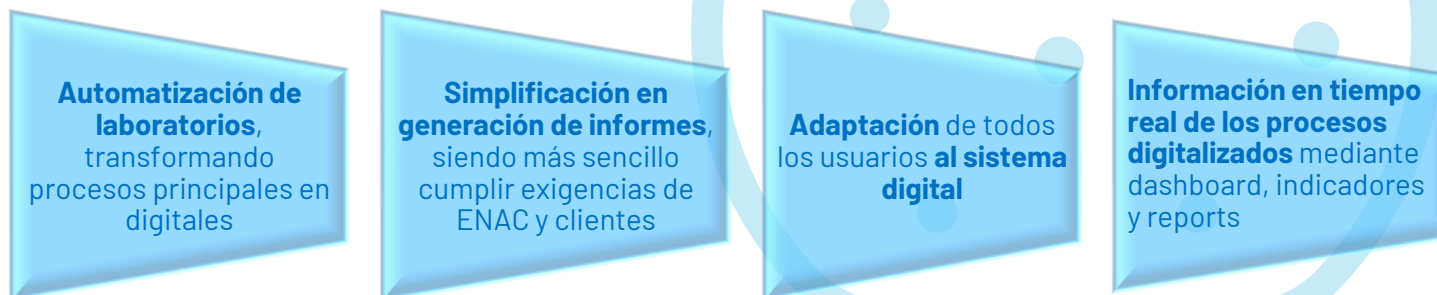 Automatización de
laboratorios,
transformando
procesos principales en
digitales
Simplificación en
generación de informes,
siendo más sencillo
cumplir exigencias de
ENAC y clientes
Adaptación de todos
los usuarios al sistema
digital
Información en tiempo
real de los procesos
digitalizados mediante
dashboard, indicadores
y reports